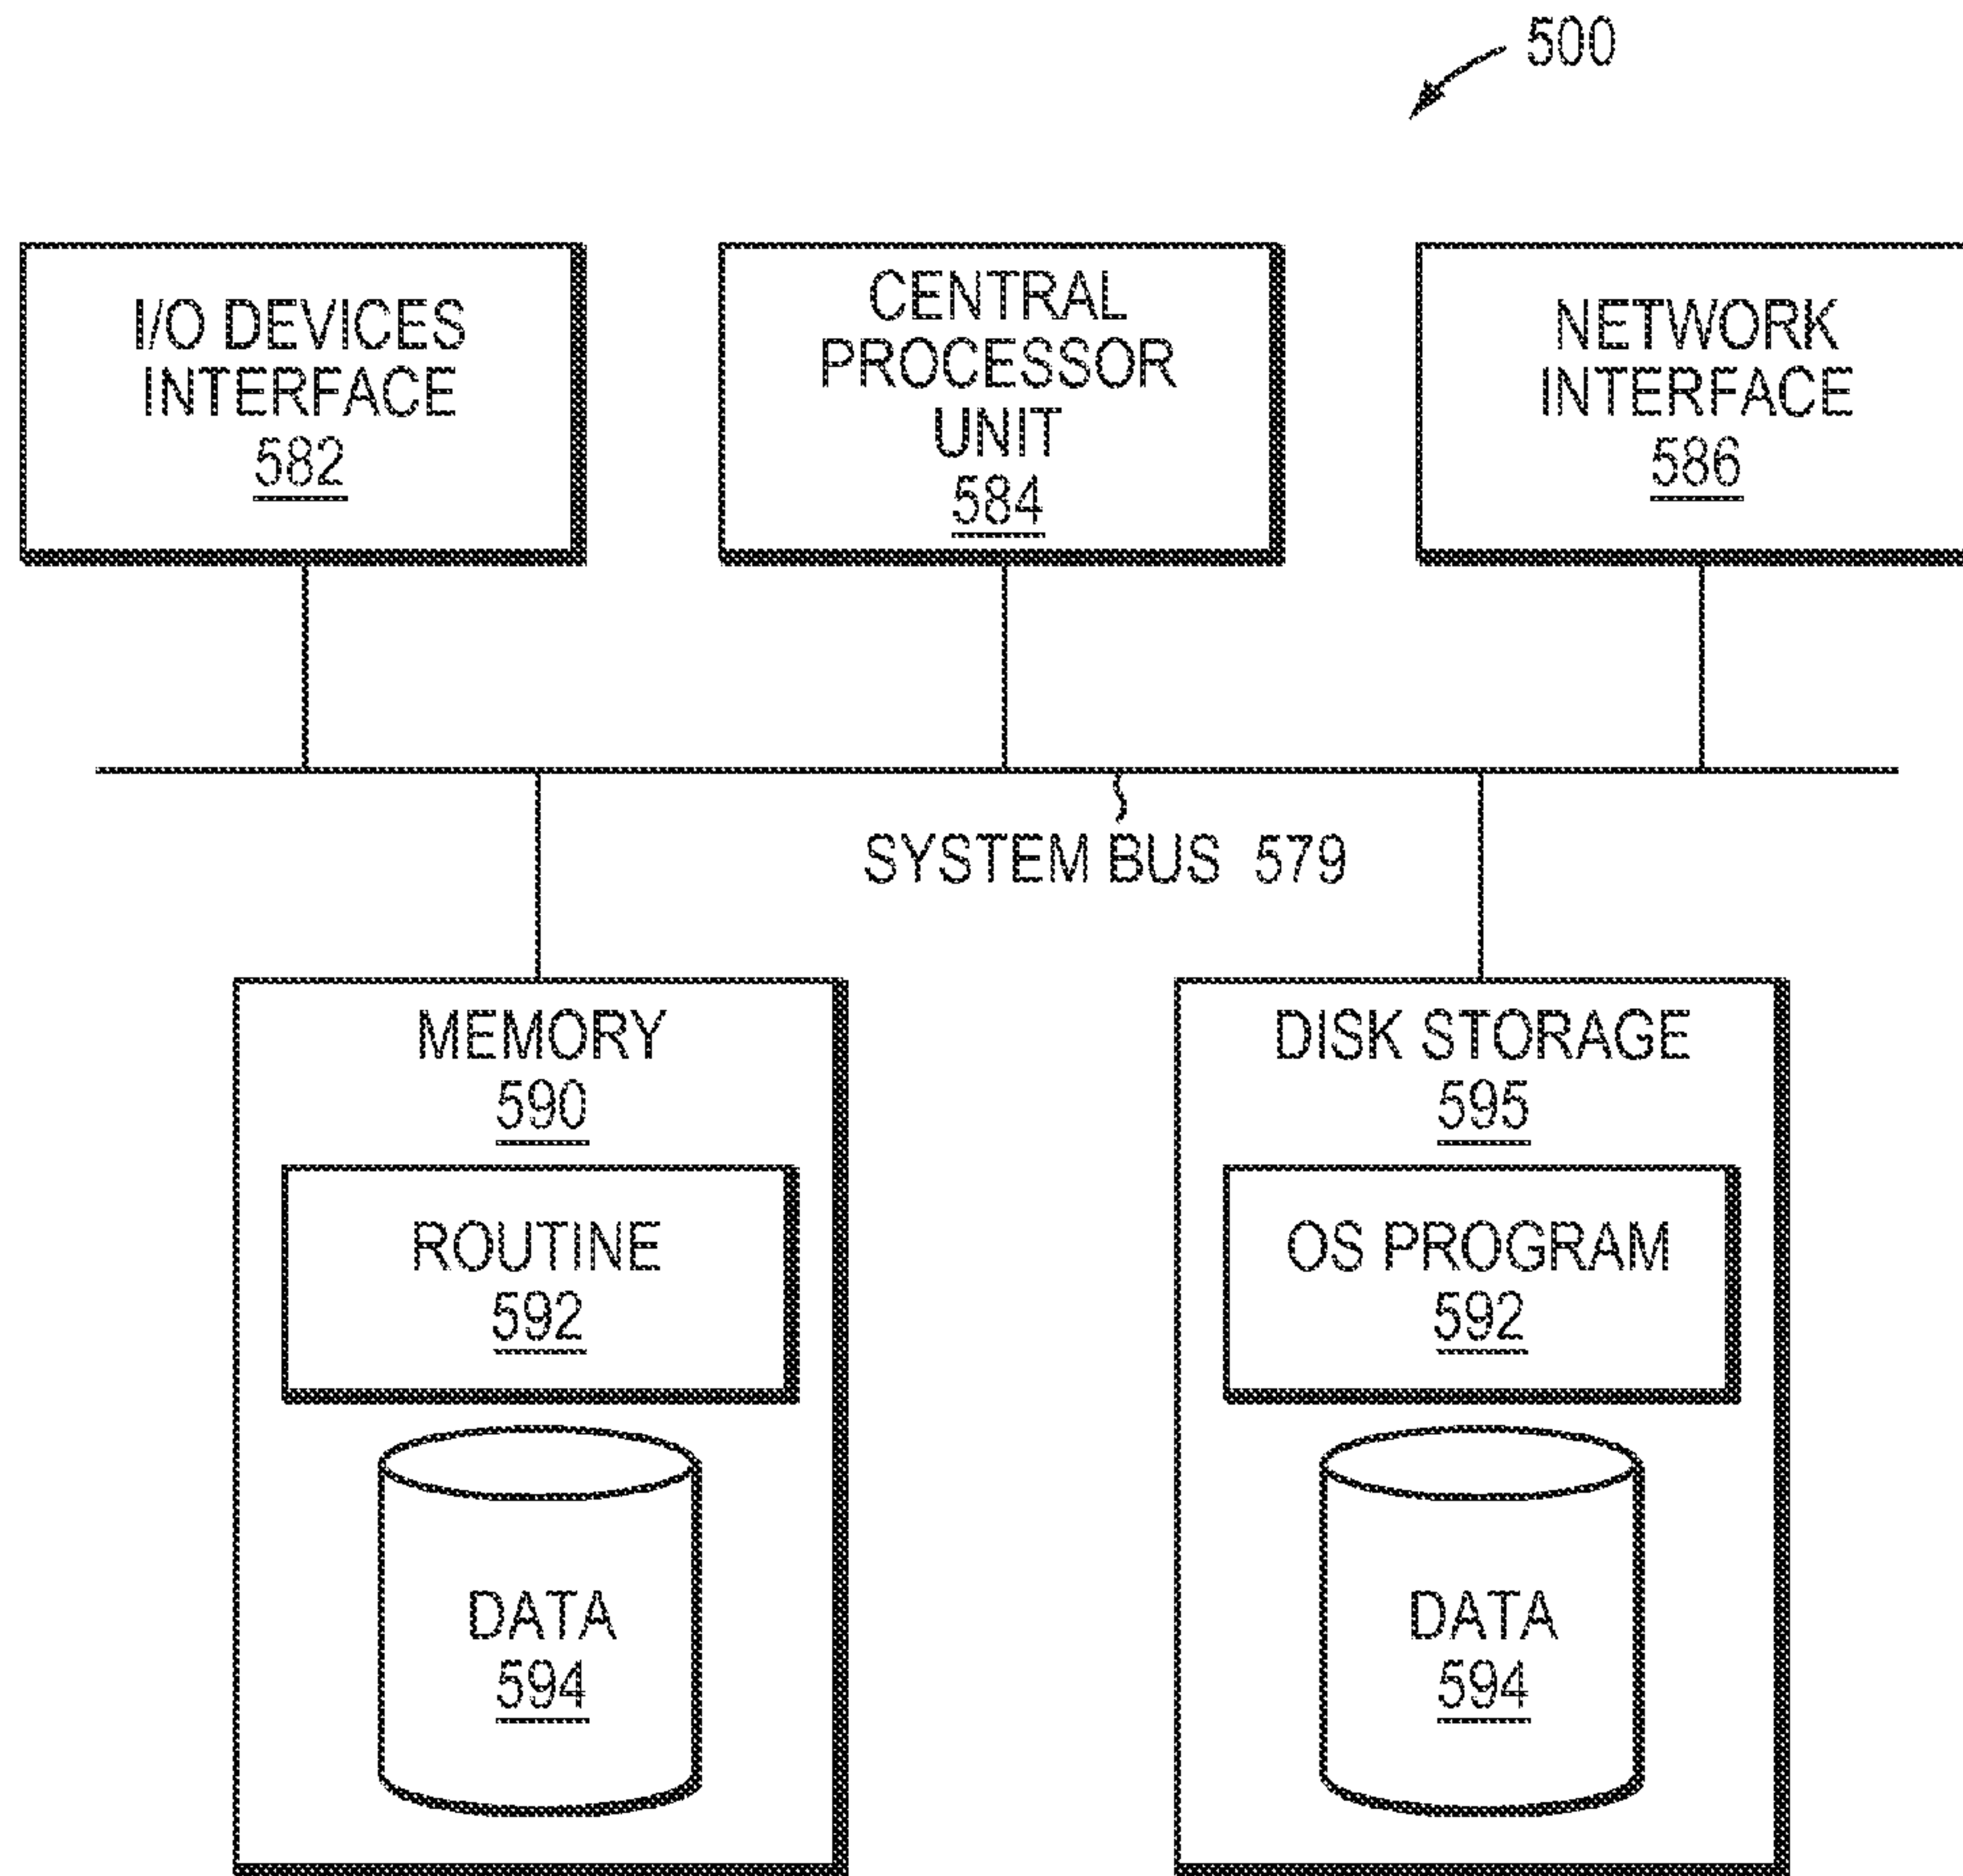 500
I/O DEVICES
INTERFACE
582
CENTRAL
PROCESSOR
UNIT
584
NETWORK
INTERFACE
586
SYSTEM BUS 579
MEMORY
590
ROUTINE
592
DATA
594
DISK STORAGE
595
OS PROGRAM
592
DATA
594